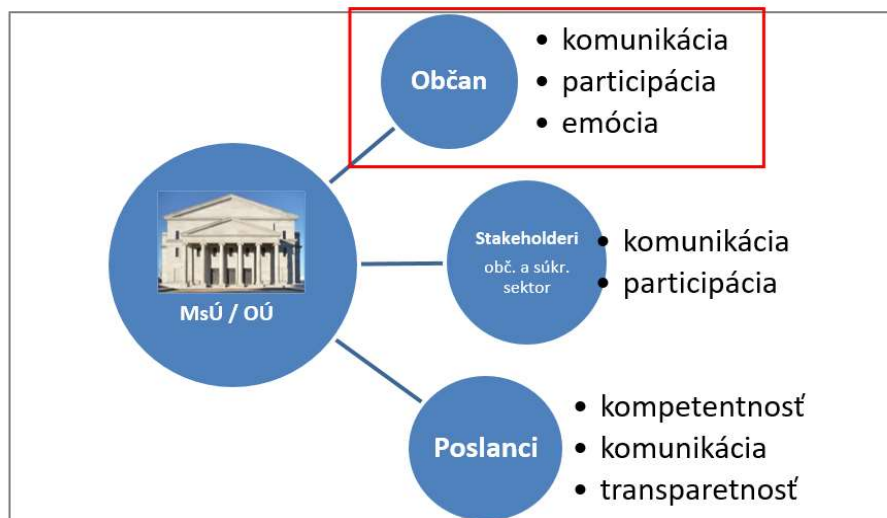 Občan
• komunikácia
• participácia
• emócia
MsÚ / OÚ
Stakeholderi
obč. a súkr.
sektor
• komunikácia
• participácia
Poslanci
• kompetentnosť
• komunikácia
• transparetnosť